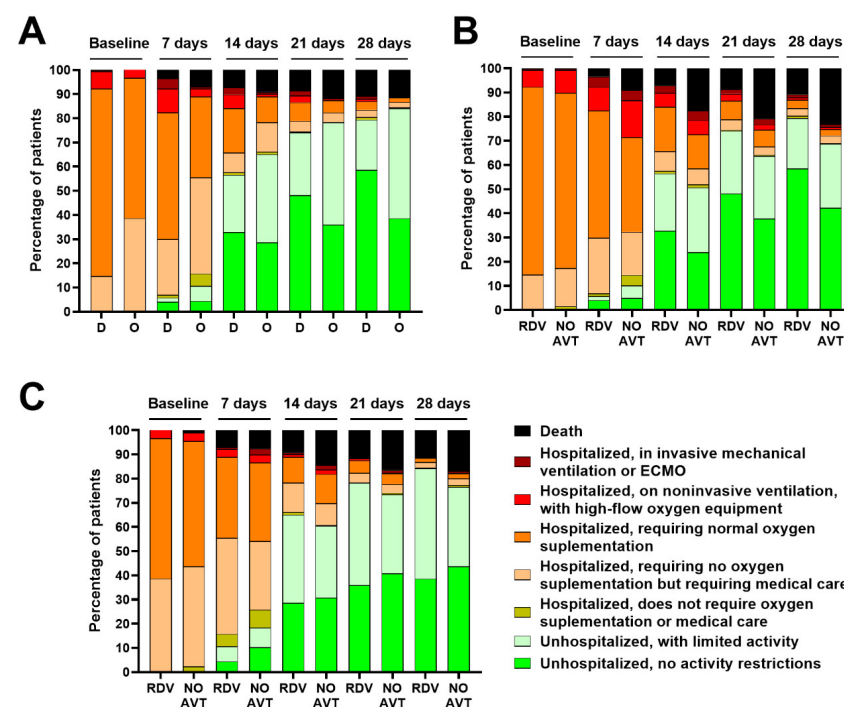 A
Baseline 7 days 14 days 21 days 28 days
Percentage of patients
100
90
80
70
60
50
40
30
20
10
0
D O D O D O D O D O
B
Baseline 7 days 14 days 21 days 28 days
Percentage of patients
100
90
80
70
60
50
40
30
20
10
0
RDV NO AVT RDV NO AVT RDV NO AVT RDV NO AVT RDV NO AVT
C
Baseline 7 days 14 days 21 days 28 days
Percentage of patients
100
90
80
70
60
50
40
30
20
10
0
RDV NO AVT RDV NO AVT RDV NO AVT RDV NO AVT RDV NO AVT
Death
Hospitalized, in invasive mechanical
ventilation or ECMO
Hospitalized, on noninvasive ventilation,
with high-flow oxygen equipment
Hospitalized, requiring normal oxygen
suplementation
Hospitalized, requiring no oxygen
suplementation but requiring medical care
Hospitalized, does not require oxygen
suplementation or medical care
Unhospitalized, with limited activity
Unhospitalized, no activity restrictions